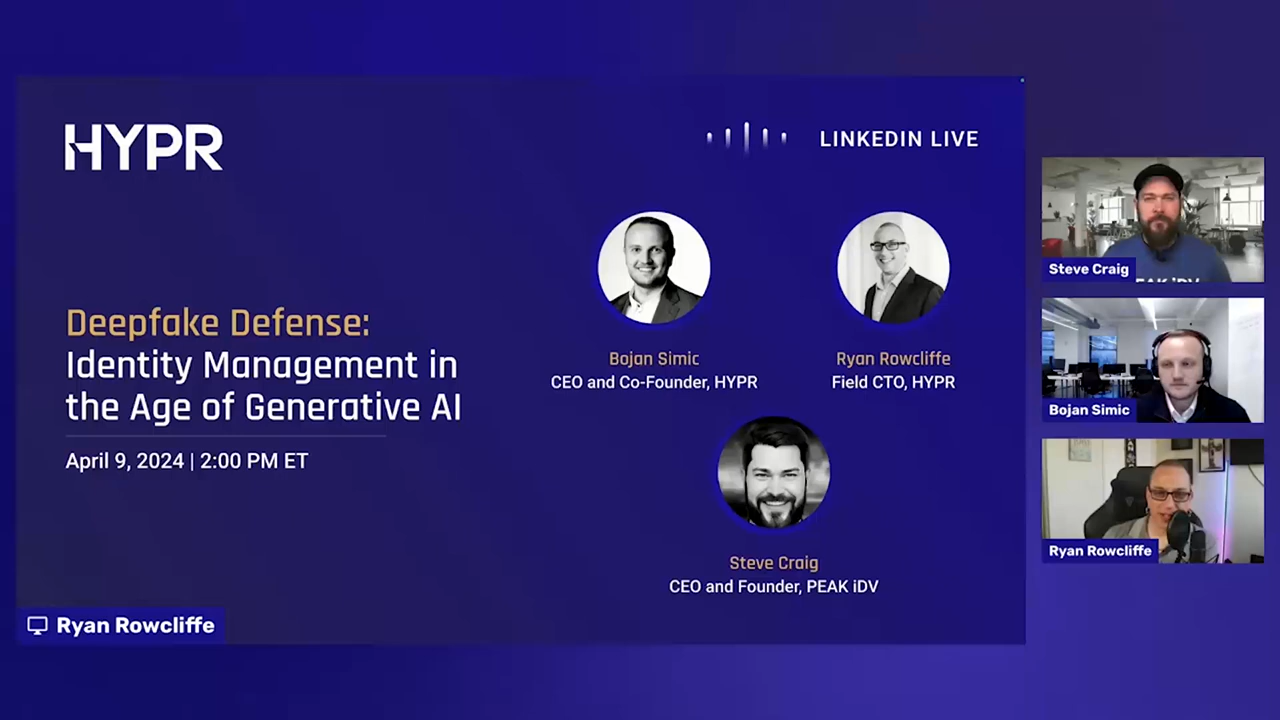 HYPR
LINKEDIN LIVE
Deepfake Defense:
Identity Management in
the Age of Generative AI
April 9, 2024 | 2:00 PM ET
Bojan Simic
CEO and Co-Founder, HYPR
Ryan Rowcliffe
Field CTO, HYPR
Steve Craig
CEO and Founder, PEAK iDV
Ryan Rowcliffe
Steve Craig
PEAK iDV
Bojan Simic
Ryan Rowcliffe